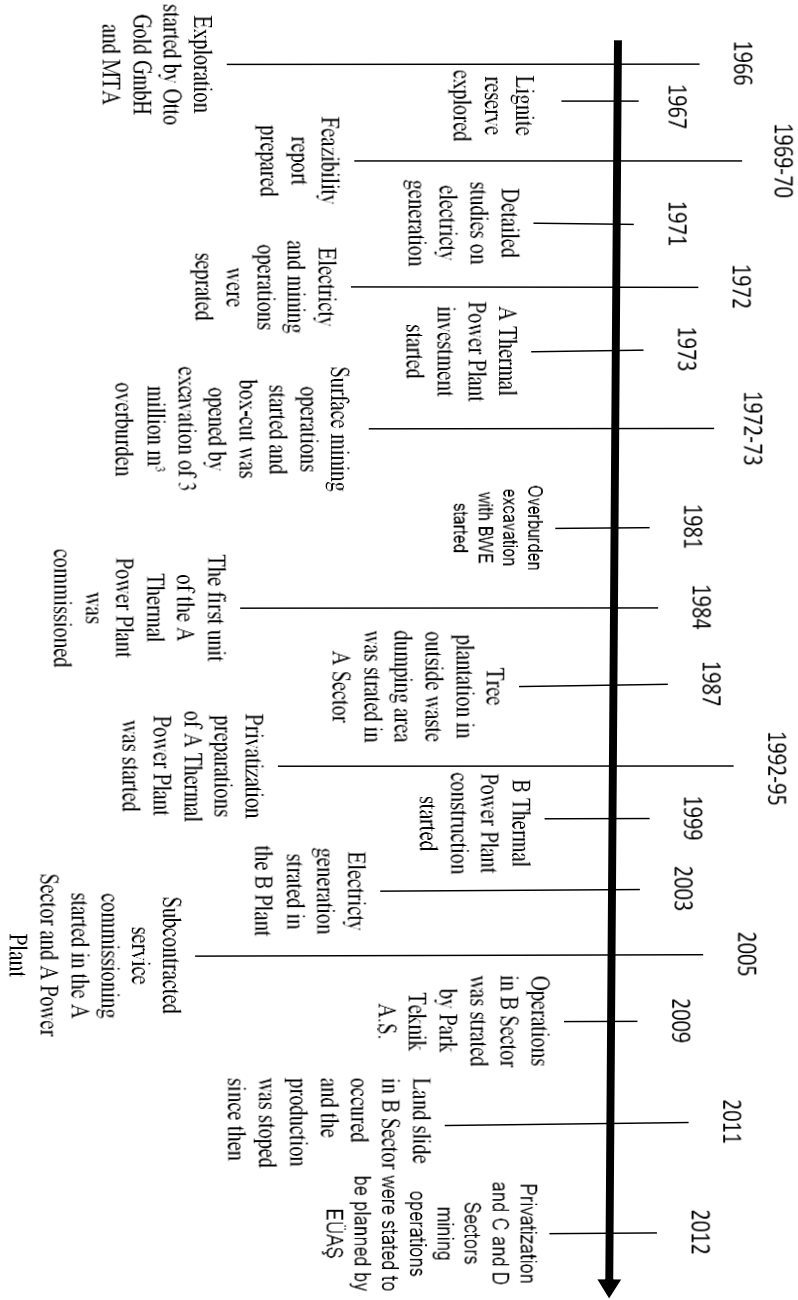 1966
Exploration
started by Otto
Gold GmbH
and MTA
1967
Lignite
reserve
explored
1969-70
Feazibility
report
prepared
1971
Detailed
studies on
electricty
generation
1972
Electricty
and mining
operations
were
seprated
1973
A Thermal
Power Plant
investment
started
1972-73
Surface mining
operations
started and
box-cut was
opened by
excavation of 3
million m³
overburden
1981
Overburden
excavation
with BWE
started
1984
The first unit
of the A
Thermal
Power Plant
was
commissioned
1987
Tree
plantation in
outside waste
dumping area
was strated in
A Sector
1992-95
Privatization
preparations
of A Thermal
Power Plant
was started
1999
B Thermal
Power Plant
construction
started
2003
Electricty
generation
strated in
the B Plant
2005
Subcontracted
service
commissioning
started in the A
Sector and A Power
Plant
2009
Operations
in B Sector
was strated
by Park
Teknik
A.S.
2011
Land slide
in B Sector
occured
and the
production
was stoped
since then
2012
Privatization
and C and D
Sectors
mining
operations
were stated to
be planned by
EÜAŞ